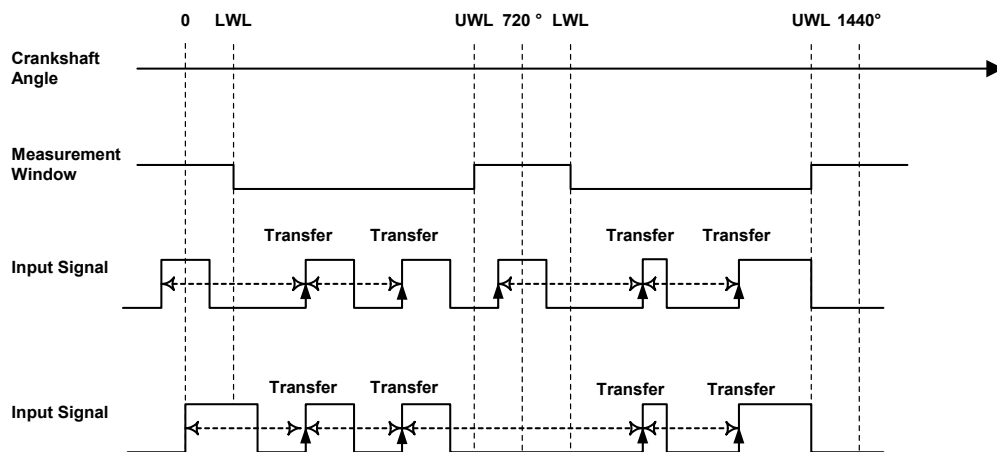 0 LWL UWL 720 ° LWL UWL 1440°
Crankshaft
Angle
Measurement
Window
Transfer Transfer Transfer Transfer
Input Signal
Transfer Transfer Transfer Transfer
Input Signal